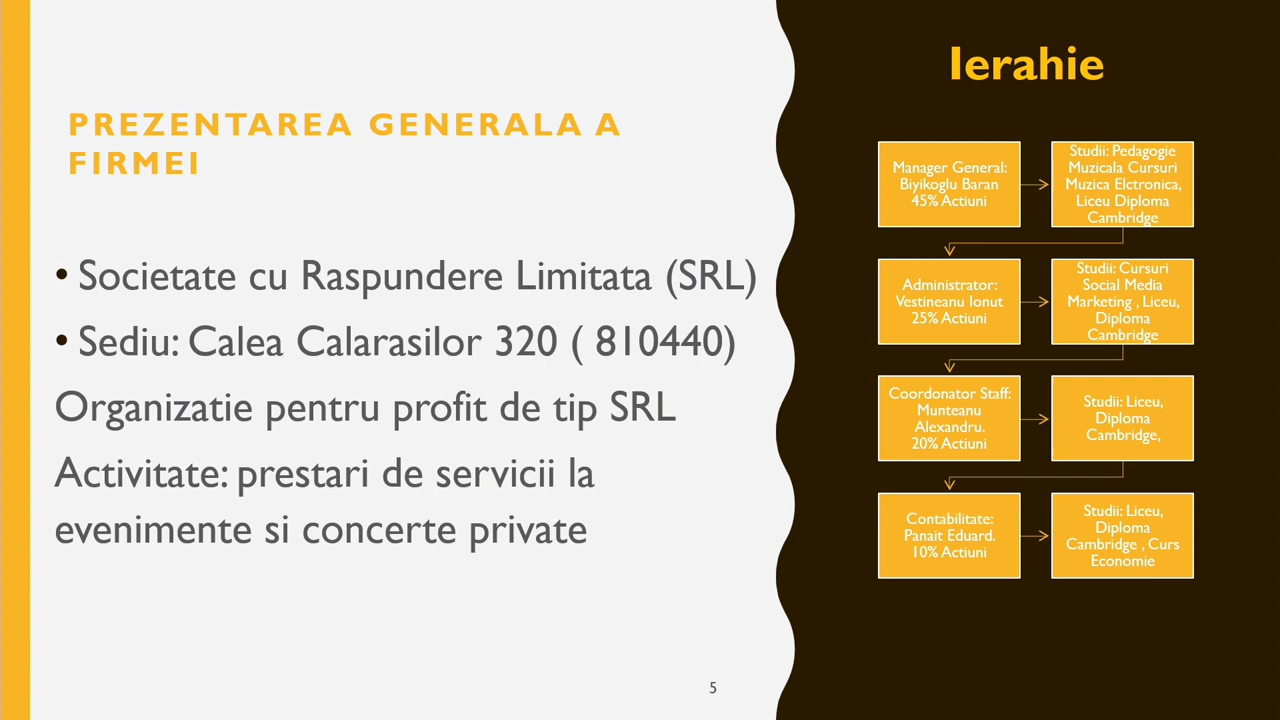 PREZENTAREA GENERALA A
FIRMEI
• Societate cu Raspundere Limitata (SRL)
• Sediu: Calea Calarasilor 320 ( 810440)
Organizatie pentru profit de tip SRL
Activitate: prestari de servicii la
evenimente si concerte private
5
Ierahie
Manager General:
Biyikoglu Baran
45% Actiuni
Studii: Pedagogie
Muzicala Cursuri
Muzica Elctronica,
Liceu Diploma
Cambridge
Administrator:
Vestineanu Ionut
25% Actiuni
Studii: Cursuri
Social Media
Marketing , Liceu,
Diploma
Cambridge
Coordonator Staff:
Munteanu
Alexandru.
20% Actiuni
Studii: Liceu,
Diploma
Cambridge,
Contabilitate:
Panait Eduard.
10% Actiuni
Studii: Liceu,
Diploma
Cambridge , Curs
Economie